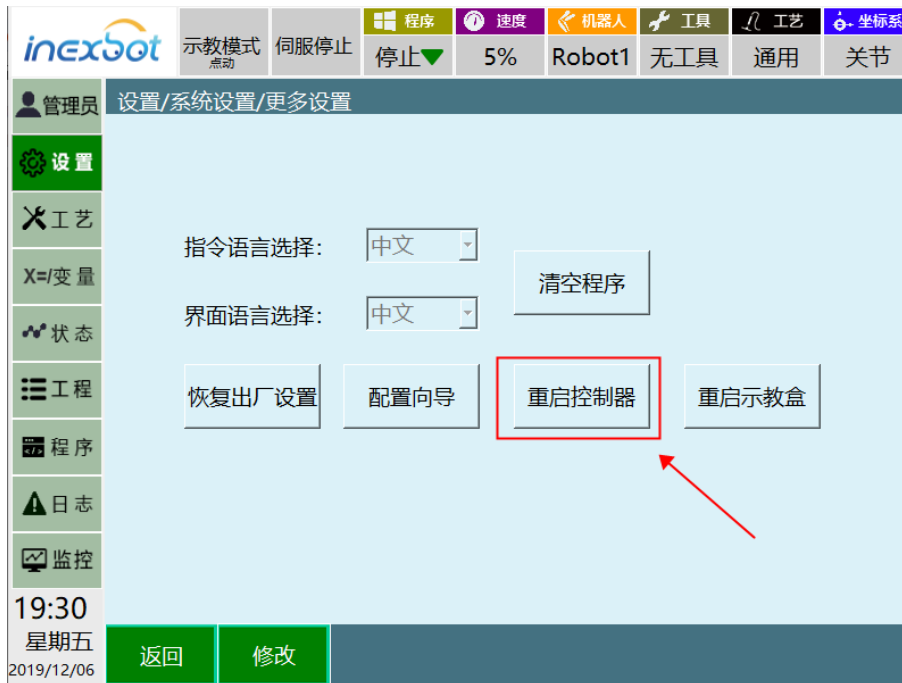 inexbot
示教模式
点动
伺服停止
程序
停止
速度
5%
机器人
Robot1
工具
无工具
工艺
通用
坐标系
关节
管理员
设置/系统设置/更多设置
设置
工艺
X=/变量
状态
工程
程序
日志
监控
指令语言选择：
中文
清空程序
界面语言选择：
中文
恢复出厂设置
配置向导
重启控制器
重启示教盒
19:30
星期五
2019/12/06
返回
修改